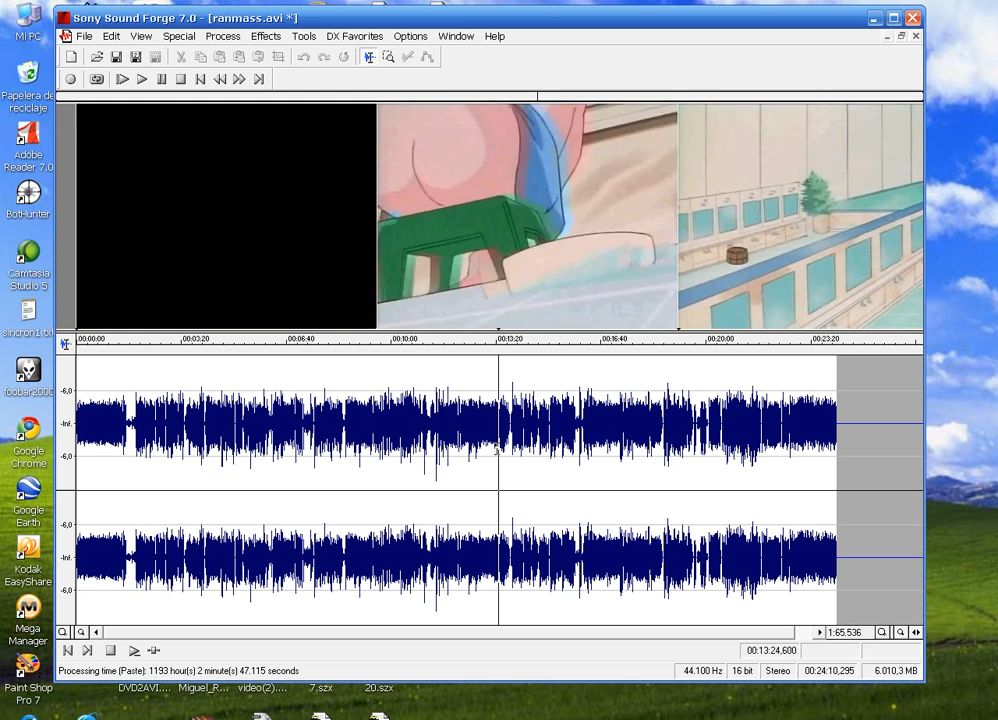 Mi PC
Papelera de
reciclaje
Adobe
Reader 7.0
BotHunter
Camtasia
Studio 5
sincron1.tx
foobar2000
Google
Chrome
Google
Earth
Kodak
EasyShare
Mega
Manager
Paint Shop
Pro 7
Sony Sound Forge 7.0 - [ranmass.avi *]
File Edit View Special Process Effects Tools DX Favorites Options Window Help
00:00:00 00:03:20 00:06:40 00:10:00 00:13:20 00:16:40 00:20:00 00:23:20
-6,0
-Inf.
-6,0
-6,0
-Inf.
-6,0
1:65.536
00:13:24,600
Processing time (Paste): 1193 hour(s) 2 minute(s) 47.115 seconds
44.100 Hz 16 bit Stereo 00:24:10,295 6.010,3 MB
DVD2AVI.... Miguel_R... video(2).... 7.szx 20.szx